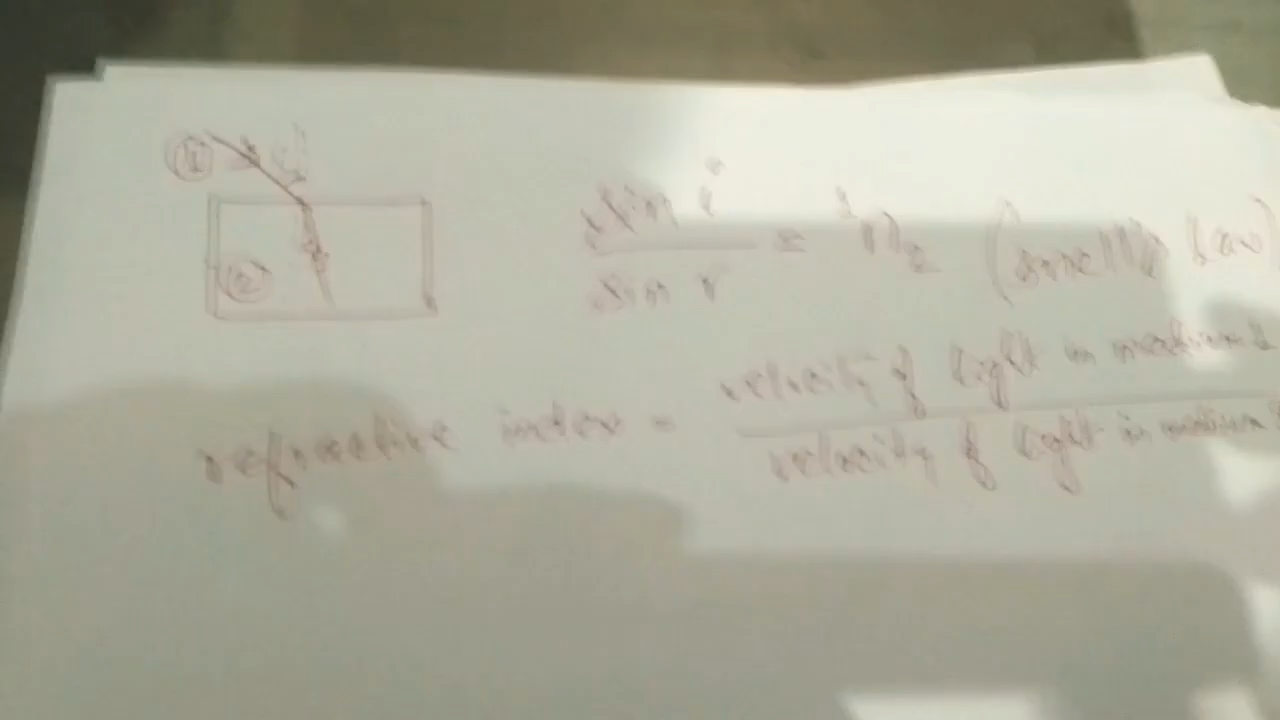 ①
②
sin i / sin r = ¹n₂ (snell's law)
refractive index = velocity of light in medium 1 / velocity of light in medium 2